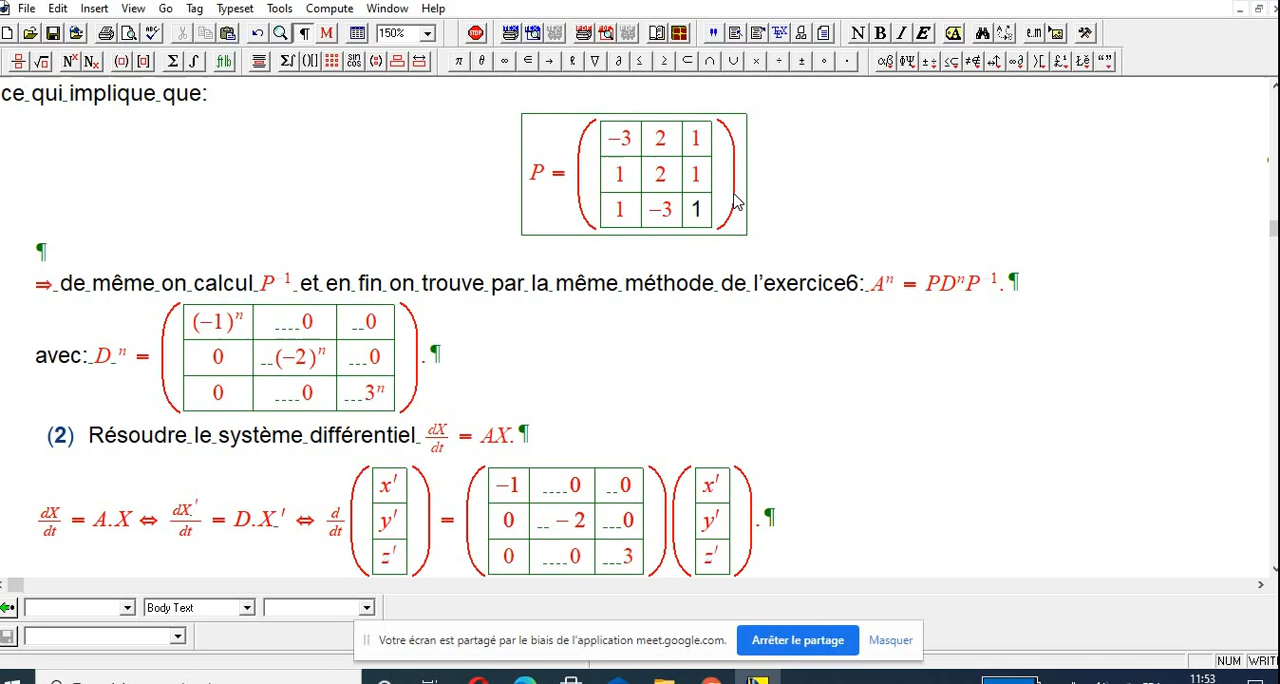 File Edit Insert View Go Tag Typeset Tools Compute Window Help
150%
ce qui implique que:
P = ( −3 2 1
1 2 1
1 −3 1 )
¶
⇒ de même on calcul P ¹ et en fin on trouve par la même méthode de l'exercice6: Aⁿ = PDⁿP ¹. ¶
avec: D ⁿ = ( (−1)ⁿ ....0 ..0
0 ..(−2)ⁿ ...0
0 ....0 ...3ⁿ ) . ¶
(2) Résoudre le système différentiel dX/dt = AX. ¶
dX/dt = A.X ⇔ dX′/dt = D.X ′ ⇔ d/dt ( x′ y′ z′ ) = ( −1 ....0 ..0
0 .. − 2 ...0
0 ....0 ...3 ) ( x′ y′ z′ ) . ¶
Body Text
Votre écran est partagé par le biais de l'application meet.google.com. Arrêter le partage Masquer
NUM WRIT
11:53